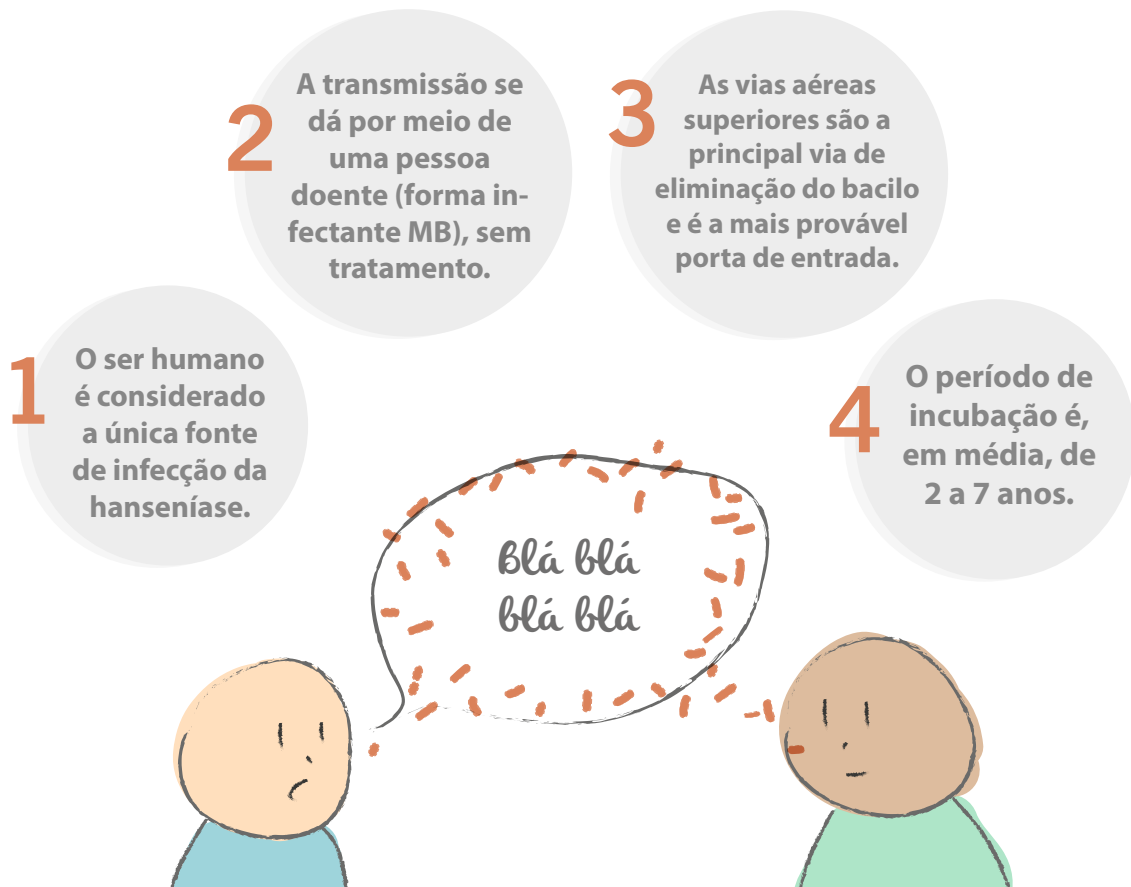 1
O ser humano
é considerado
a única fonte
de infecção da
hanseníase.
2
A transmissão se
dá por meio de
uma pessoa
doente (forma in-
fectante MB), sem
tratamento.
3
As vias aéreas
superiores são a
principal via de
eliminação do bacilo
e é a mais provável
porta de entrada.
4
O período de
incubação é,
em média, de
2 a 7 anos.
Blá blá
blá blá